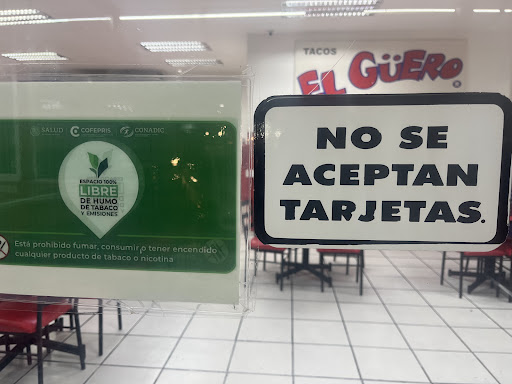 TACOS
EL GÜERO
SALUD COFEPRIS CONADIC
ESPACIO 100%
LIBRE
DE HUMO
DE TABACO
Y EMISIONES
Está prohibido fumar, consumir o tener encendido
cualquier producto de tabaco o nicotina
NO SE
ACEPTAN
TARJETAS.